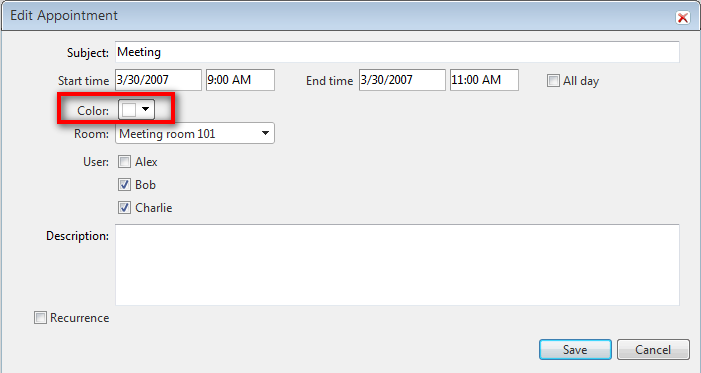 Edit Appointment
Subject: Meeting
Start time 3/30/2007 9:00 AM End time 3/30/2007 11:00 AM All day
Color:
Room: Meeting room 101
User: Alex
Bob
Charlie
Description:
Recurrence
Save Cancel